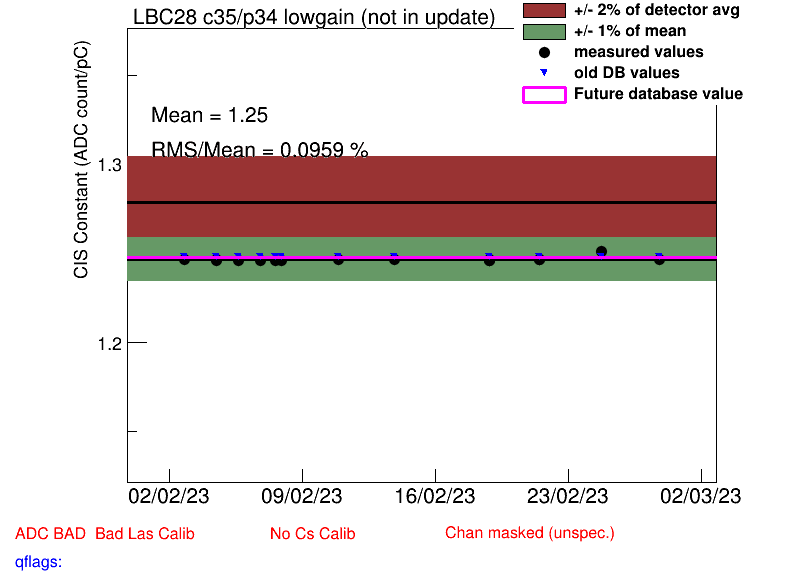 LBC28 c35/p34 lowgain (not in update)
+/- 2% of detector avg
+/- 1% of mean
measured values
old DB values
Future database value
CIS Constant (ADC count/pC)
Mean = 1.25
RMS/Mean = 0.0959 %
1.3
1.2
02/02/23 09/02/23 16/02/23 23/02/23 02/03/23
ADC BAD Bad Las Calib No Cs Calib Chan masked (unspec.)
qflags: